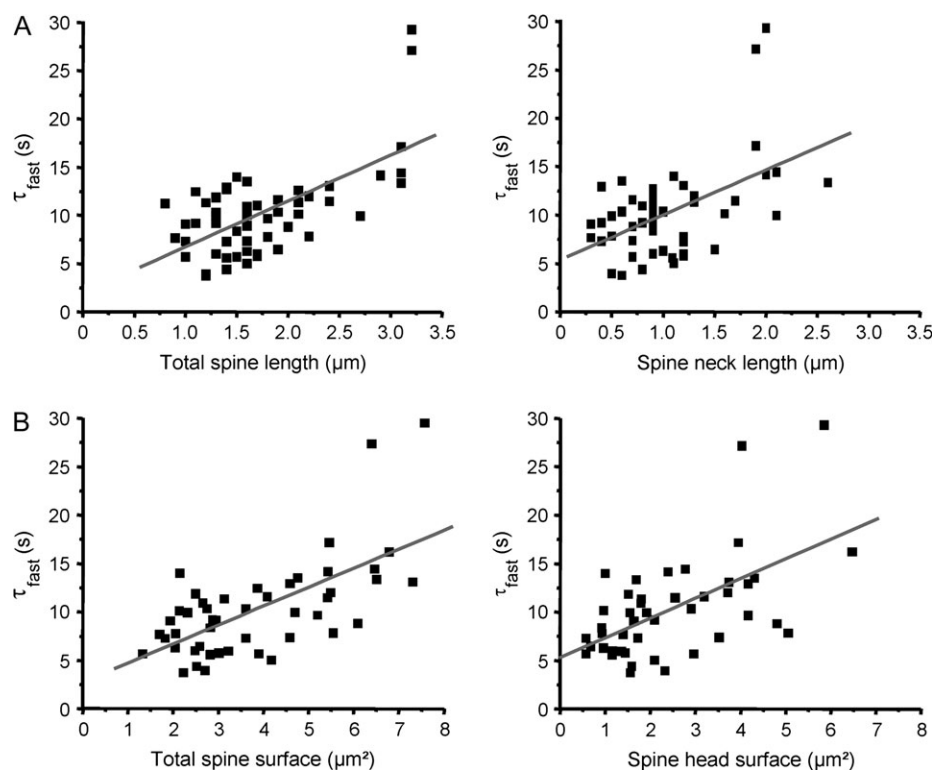 A
30
25
20
15
10
5
0
τfast (s)
0 0.5 1.0 1.5 2.0 2.5 3.0 3.5
Total spine length (µm)
30
25
20
15
10
5
0
τfast (s)
0 0.5 1.0 1.5 2.0 2.5 3.0 3.5
Spine neck length (µm)
B
30
25
20
15
10
5
0
τfast (s)
0 1 2 3 4 5 6 7 8
Total spine surface (µm²)
30
25
20
15
10
5
0
τfast (s)
0 1 2 3 4 5 6 7 8
Spine head surface (µm²)